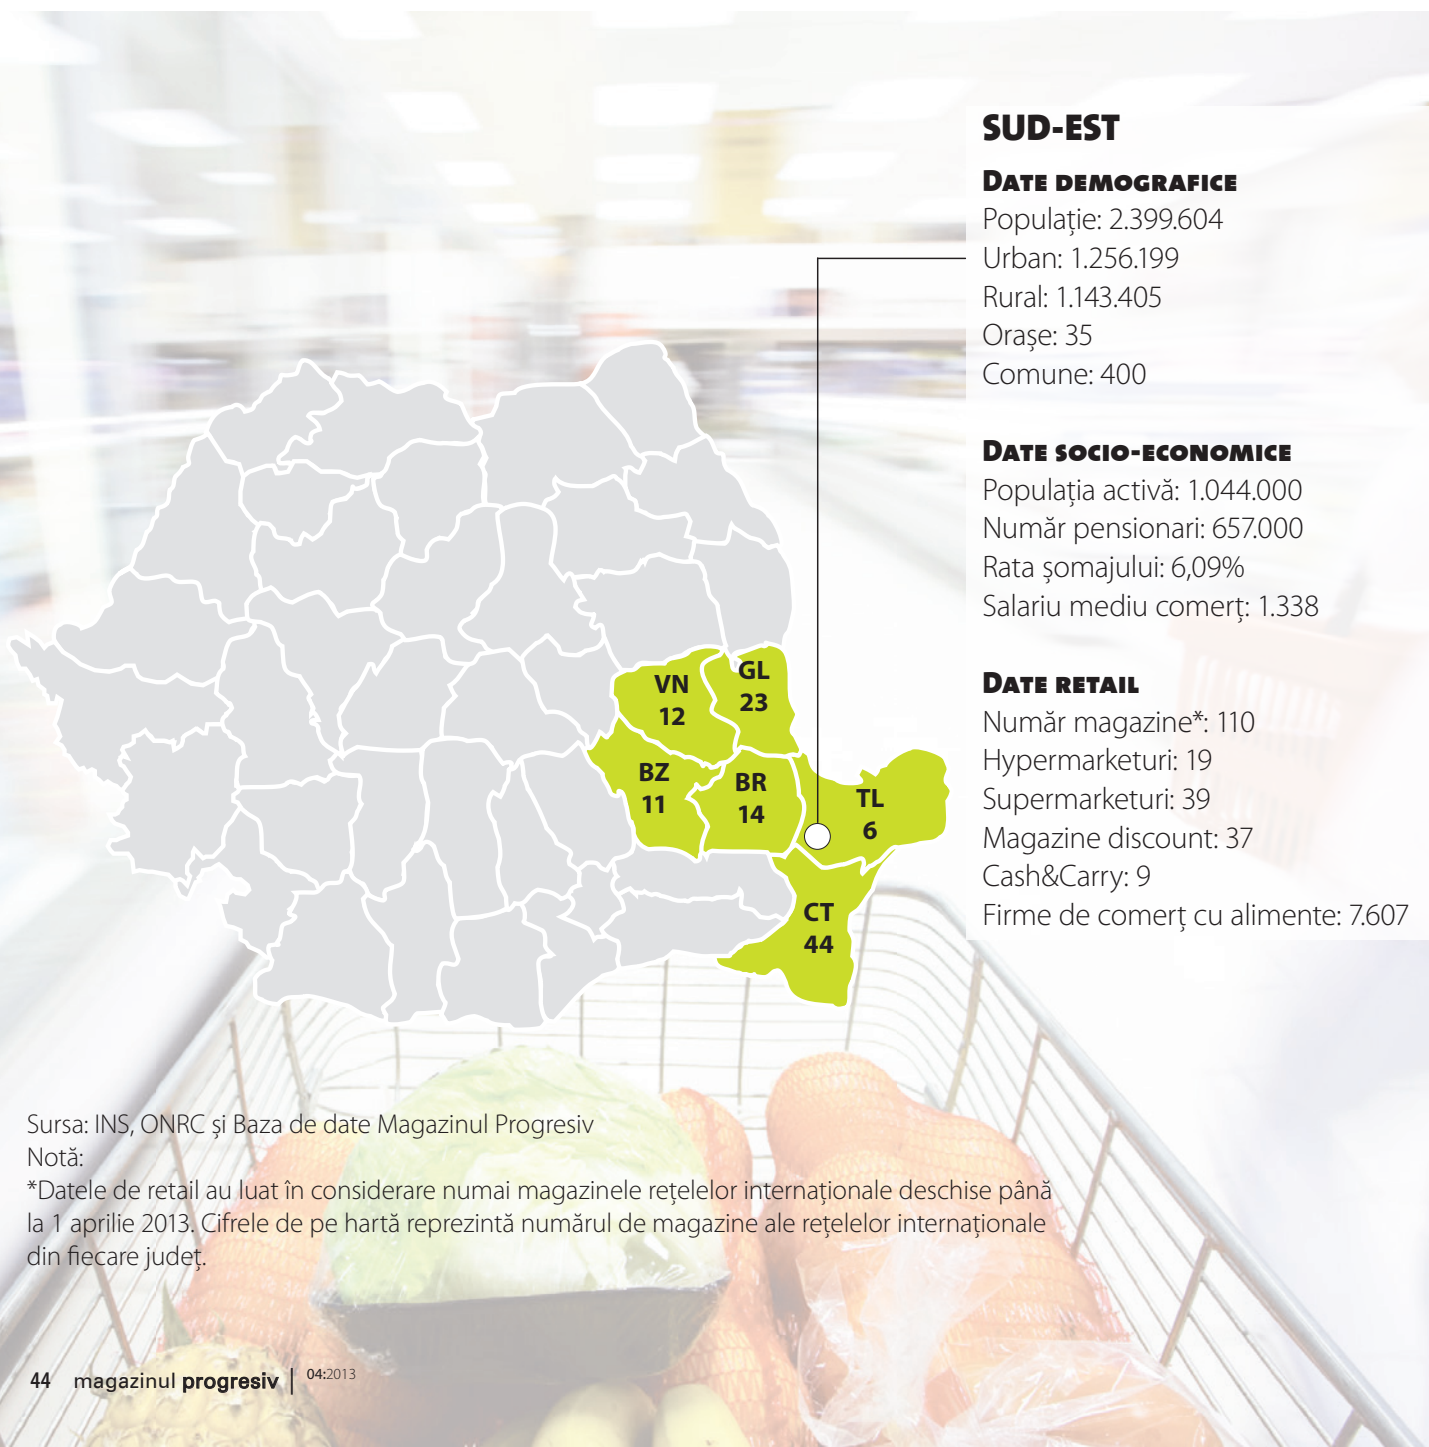 SUD-EST
DATE DEMOGRAFICE
Populație: 2.399.604
Urban: 1.256.199
Rural: 1.143.405
Orașe: 35
Comune: 400
DATE SOCIO-ECONOMICE
Populația activă: 1.044.000
Număr pensionari: 657.000
Rata șomajului: 6,09%
Salariu mediu comerț: 1.338
DATE RETAIL
Număr magazine*: 110
Hypermarketuri: 19
Supermarketuri: 39
Magazine discount: 37
Cash&Carry: 9
Firme de comerț cu alimente: 7.607
VN
12
GL
23
BZ
11
BR
14
TL
6
CT
44
Sursa: INS, ONRC și Baza de date Magazinul Progresiv
Notă:
*Datele de retail au luat în considerare numai magazinele rețelelor internaționale deschise până
la 1 aprilie 2013. Cifrele de pe hartă reprezintă numărul de magazine ale rețelelor internaționale
din fiecare județ.
44 magazinul progresiv | 04:2013